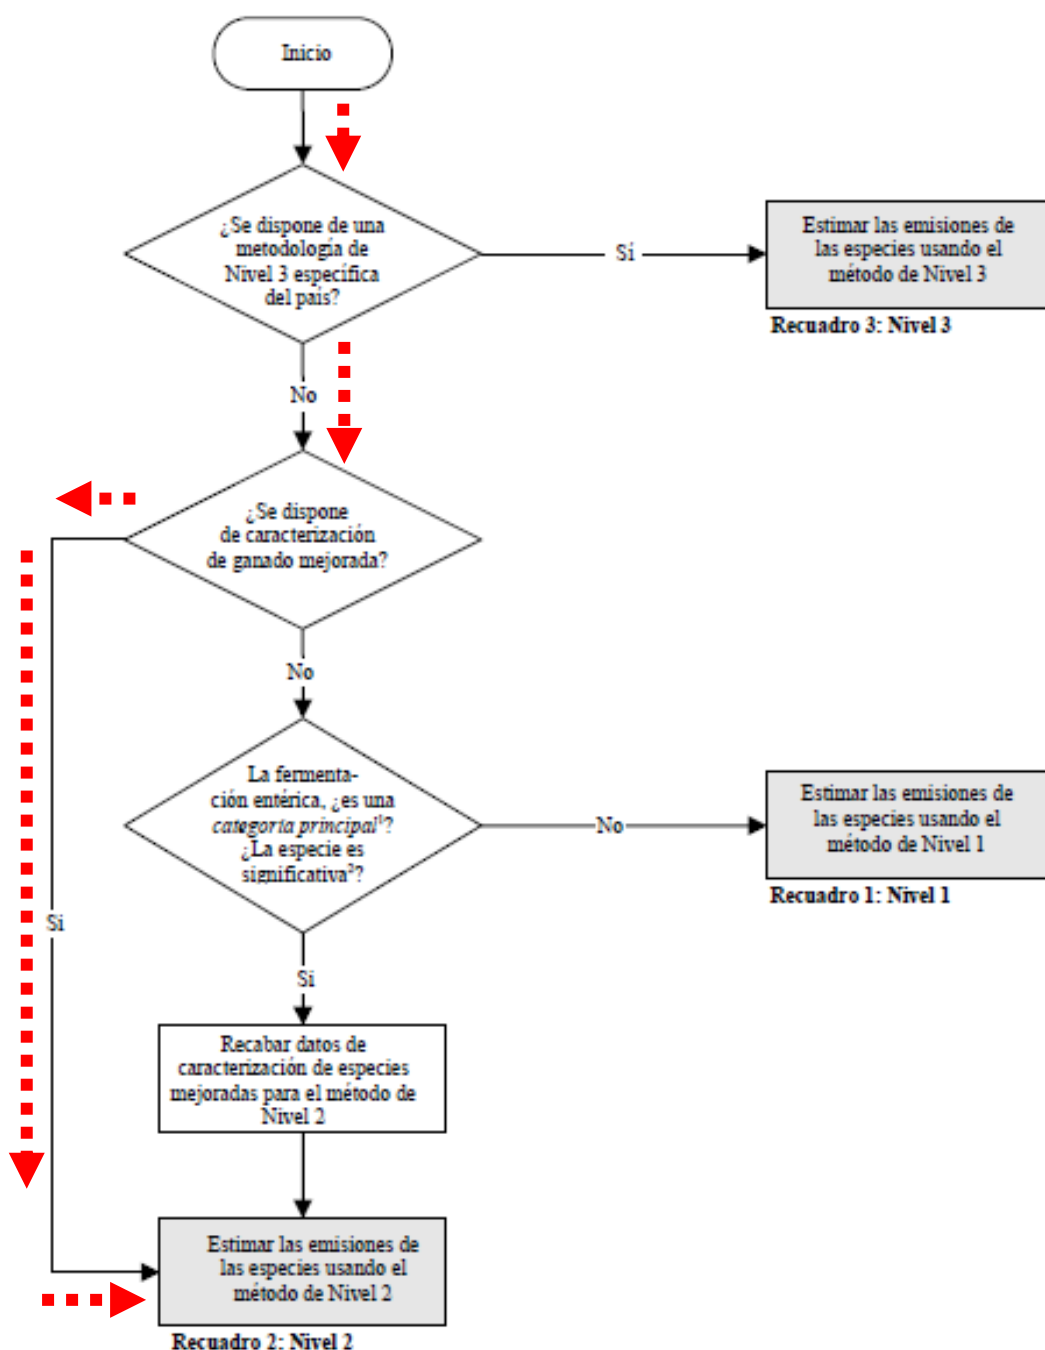 Inicio
¿Se dispone de una
metodología de
Nivel 3 específica
del país?
Sí
Estimar las emisiones de
las especies usando el
método de Nivel 3
Recuadro 3: Nivel 3
No
¿Se dispone
de caracterización
de ganado mejorada?
No
La fermenta-
ción entérica, ¿es una
categoría principal¹?
¿La especie es
significativa²?
No
Estimar las emisiones de
las especies usando el
método de Nivel 1
Recuadro 1: Nivel 1
Si
Si
Recabar datos de
caracterización de especies
mejoradas para el método de
Nivel 2
Estimar las emisiones de
las especies usando el
método de Nivel 2
Recuadro 2: Nivel 2